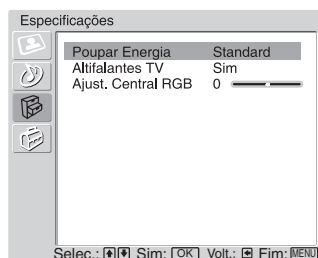 Especificações
Poupar Energia Standard
Altifalantes TV Sim
Ajust. Central RGB 0
Selec.: Sim: OK Volt.: Fim: MENU